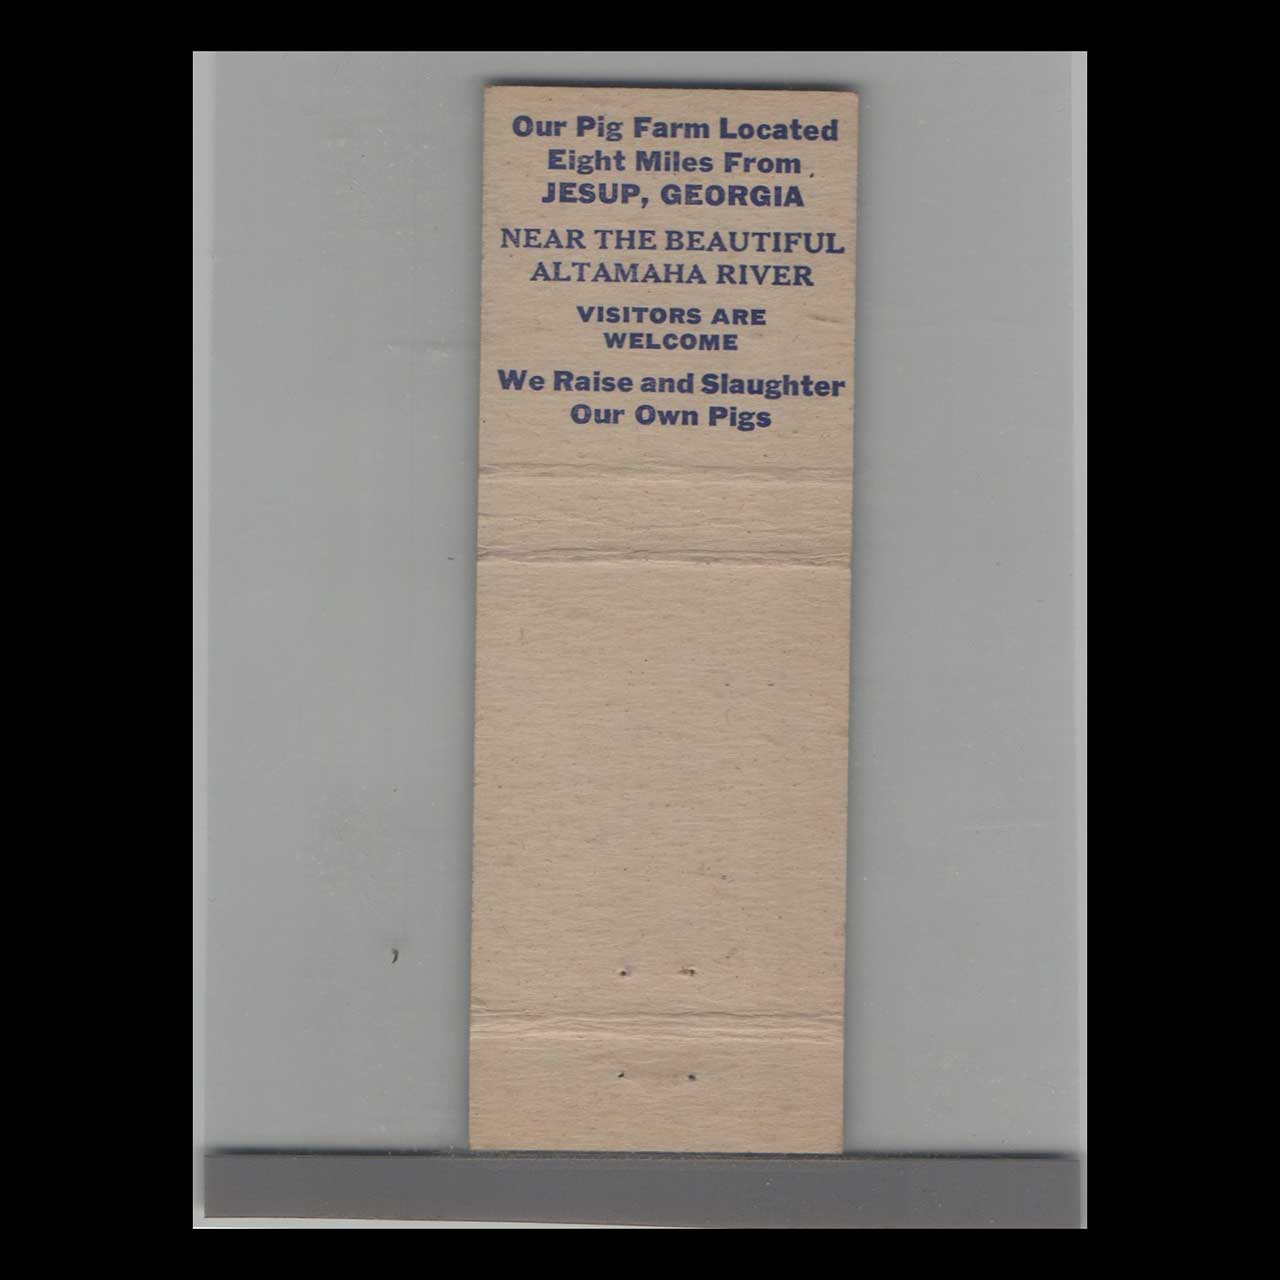 Our Pig Farm Located
Eight Miles From
JESUP, GEORGIA
NEAR THE BEAUTIFUL
ALTAMAHA RIVER
VISITORS ARE
WELCOME
We Raise and Slaughter
Our Own Pigs